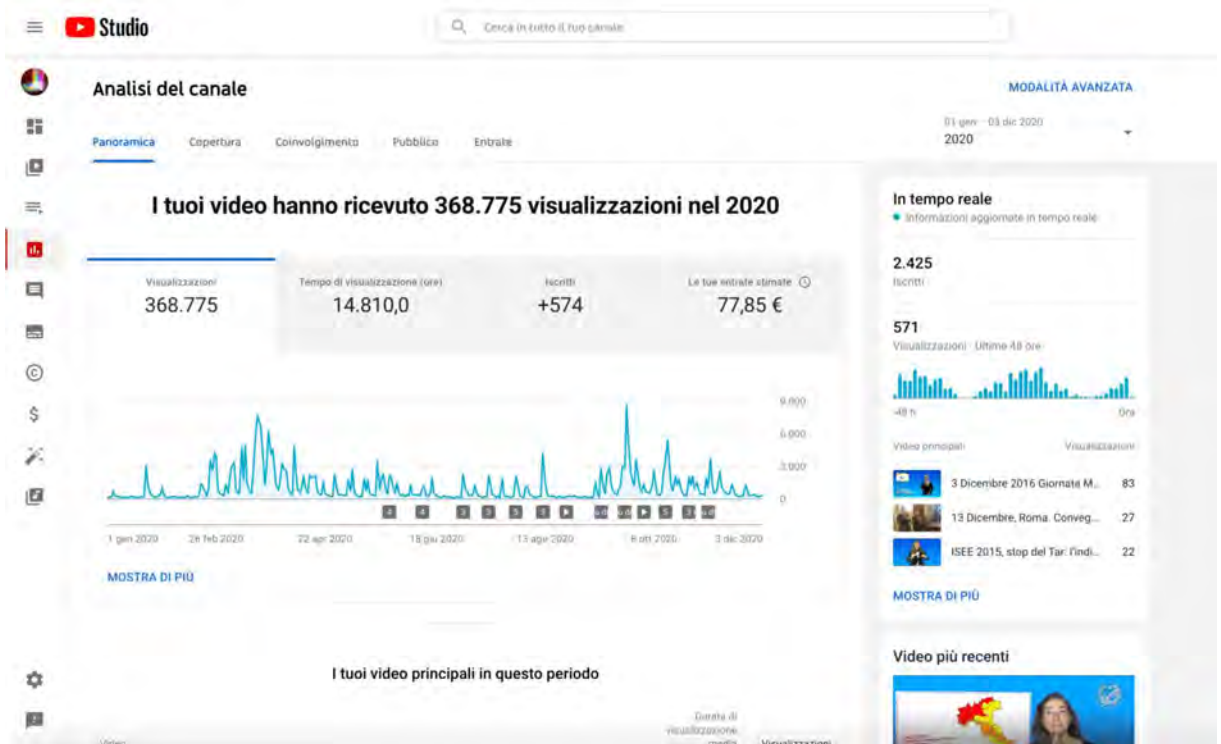 Studio
Cerca in tutto il tuo canale
Analisi del canale
MODALITÀ AVANZATA
Panoramica
Copertura
Coinvolgimento
Pubblico
Entrate
01 gen - 03 dic 2020
2020
I tuoi video hanno ricevuto 368.775 visualizzazioni nel 2020
Visualizzazioni
368.775
Tempo di visualizzazione (ore)
14.810,0
Iscritti
+574
Le tue entrate stimate
77,85 €
9.000
6.000
3.000
0
1 gen 2020
26 feb 2020
22 apr 2020
18 giu 2020
13 ago 2020
8 ott 2020
3 dic 2020
MOSTRA DI PIÙ
I tuoi video principali in questo periodo
Video
Durata di
visualizzazione
media
Visualizzazioni
In tempo reale
Informazioni aggiornate in tempo reale
2.425
Iscritti
571
Visualizzazioni · Ultime 48 ore
-48 h
Ora
Video principali
Visualizzazioni
3 Dicembre 2016 Giornata M...
83
13 Dicembre, Roma. Conveg...
27
ISEE 2015, stop del Tar: l'indi...
22
MOSTRA DI PIÙ
Video più recenti